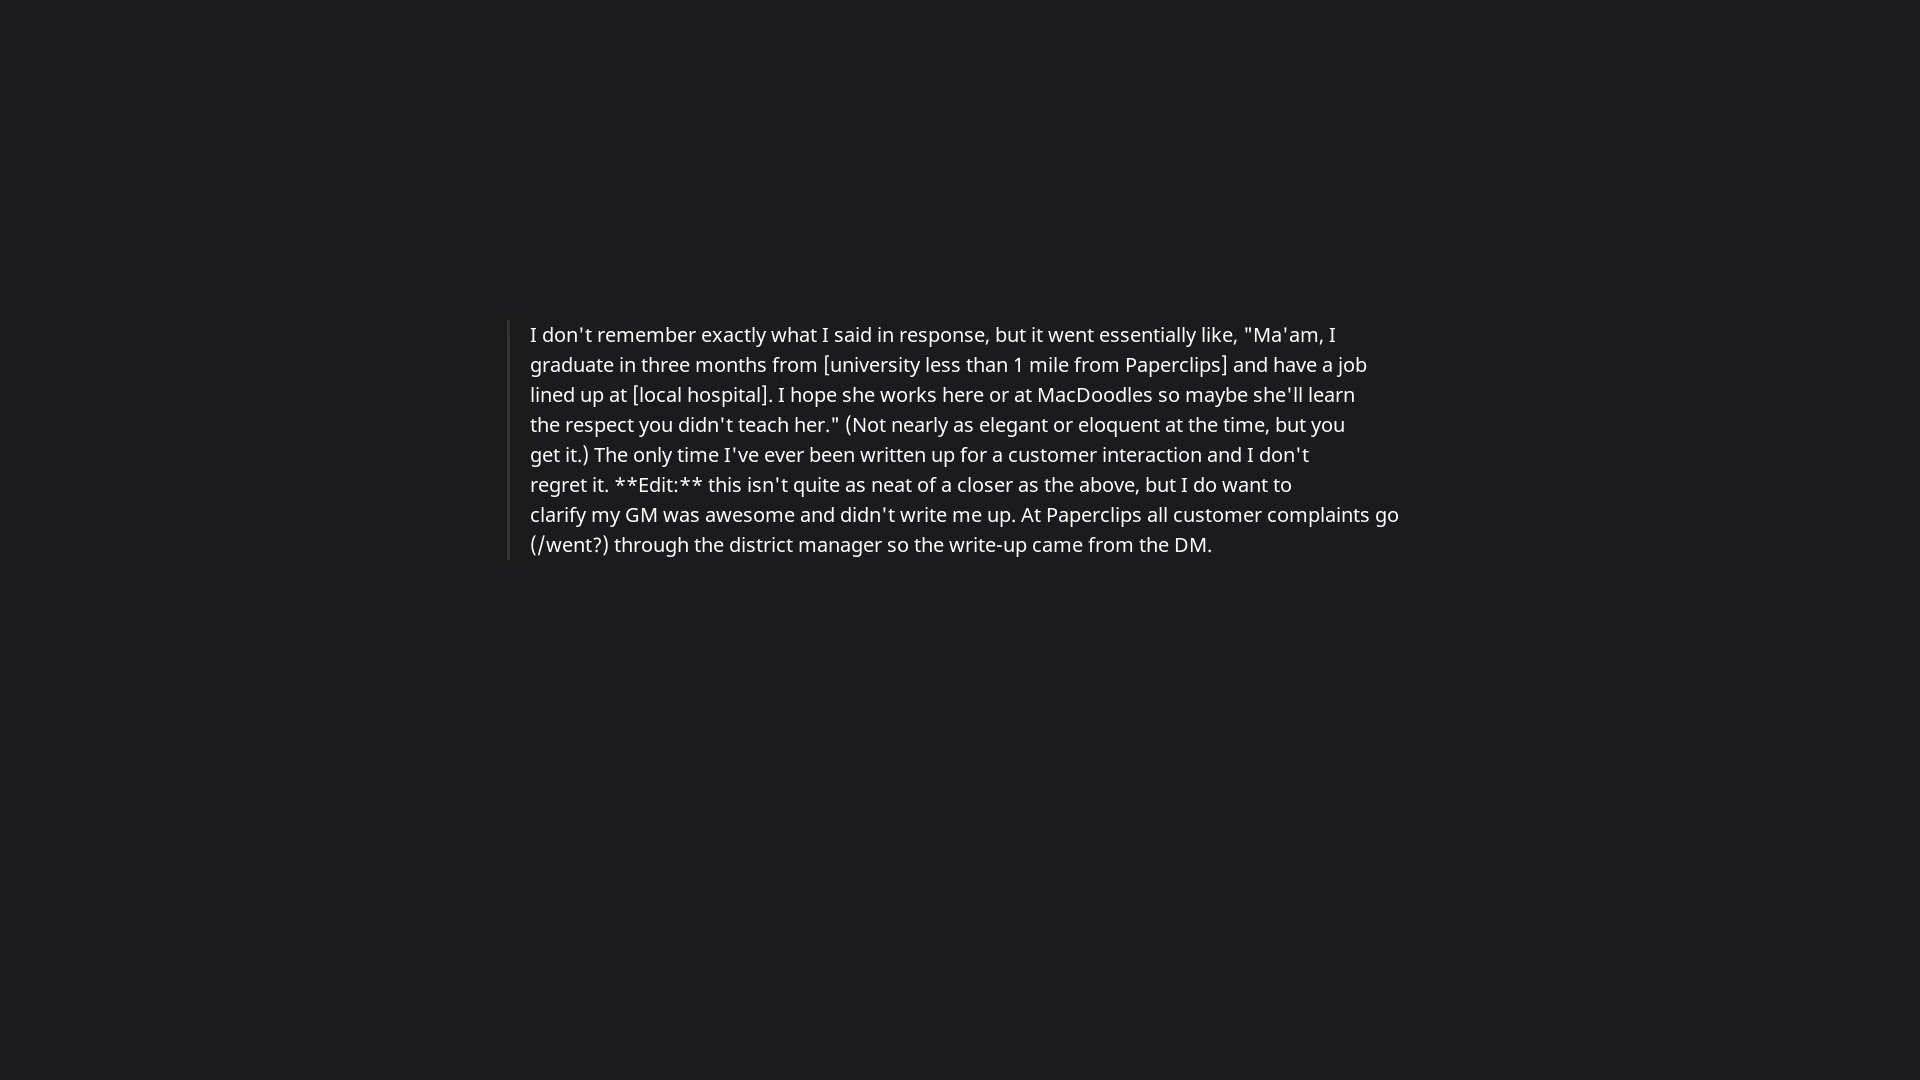 I don't remember exactly what I said in response, but it went essentially like, "Ma'am, I
graduate in three months from [university less than 1 mile from Paperclips] and have a job
lined up at [local hospital]. I hope she works here or at MacDoodles so maybe she'll learn
the respect you didn't teach her." (Not nearly as elegant or eloquent at the time, but you
get it.) The only time I've ever been written up for a customer interaction and I don't
regret it. **Edit:** this isn't quite as neat of a closer as the above, but I do want to
clarify my GM was awesome and didn't write me up. At Paperclips all customer complaints go
(/went?) through the district manager so the write-up came from the DM.